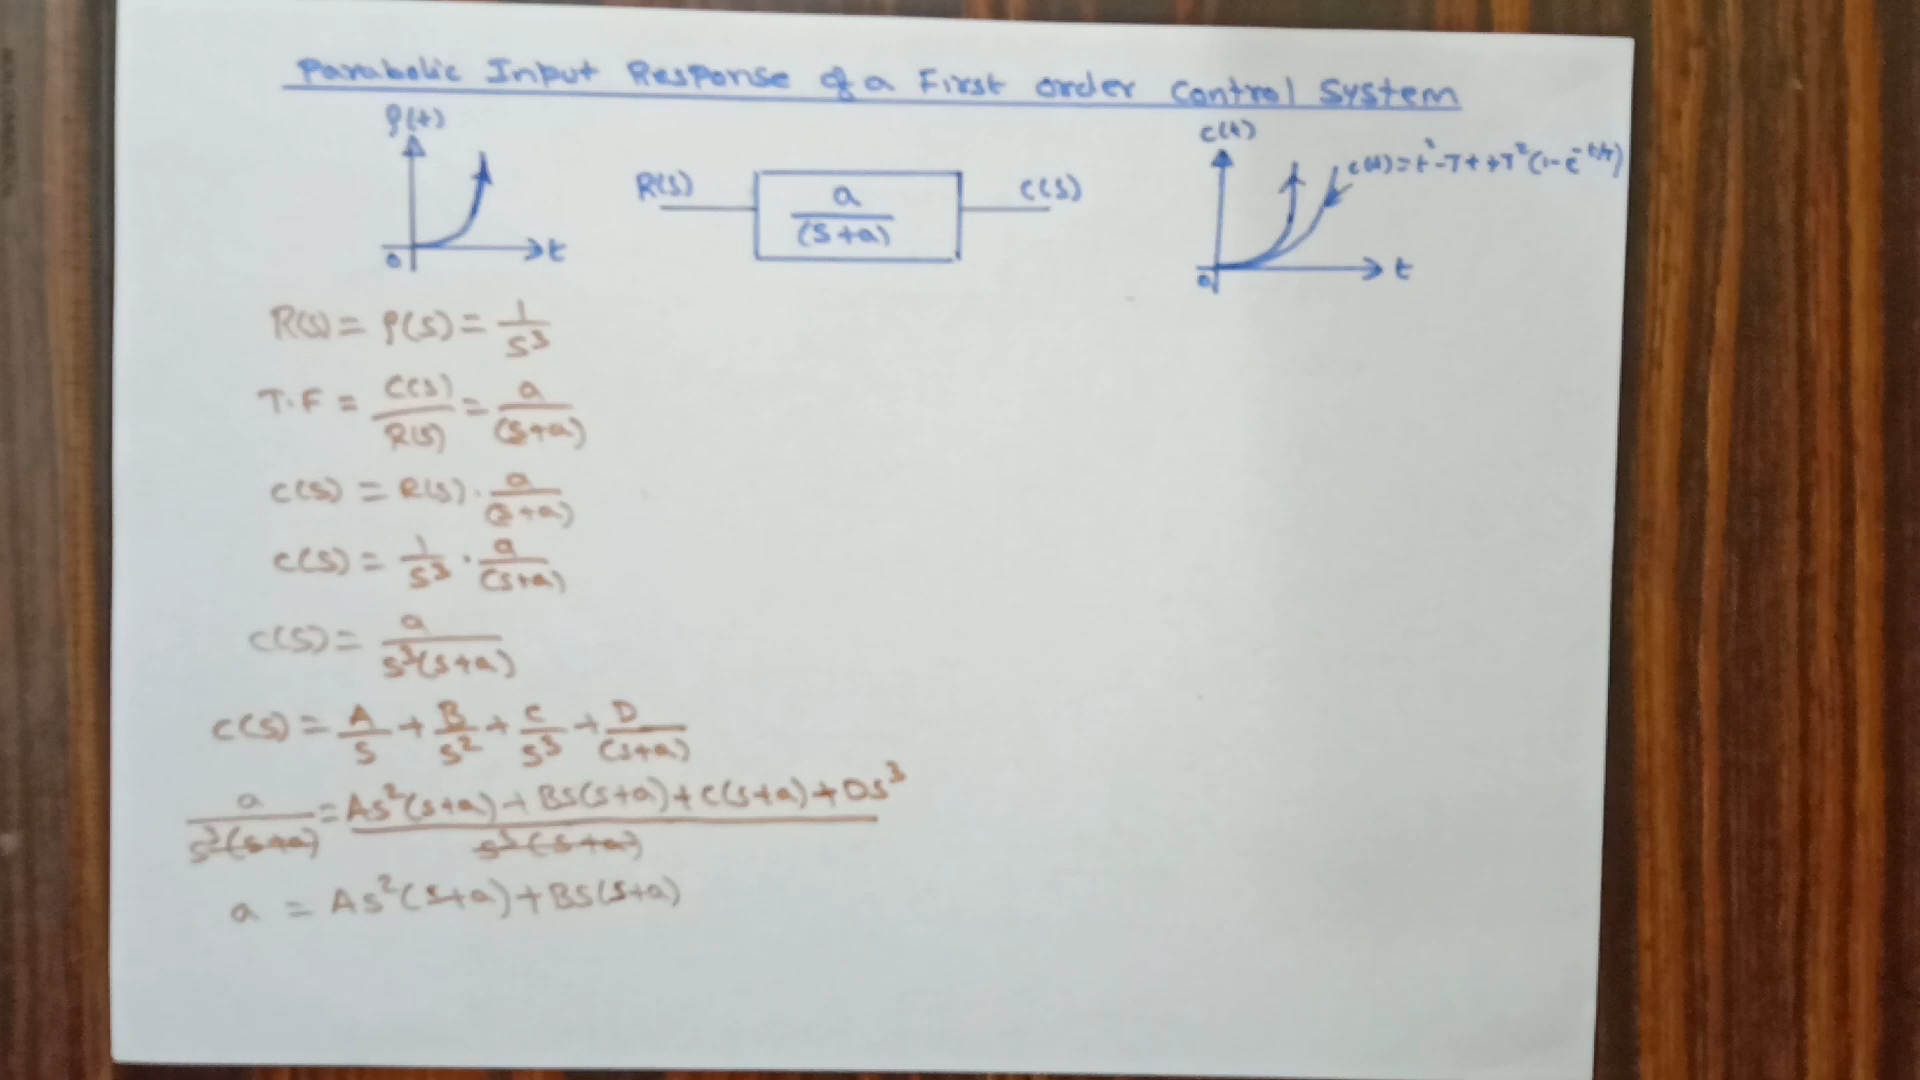 Parabolic Input Response of a First order Control System
p(t)
t
0
R(s)
a
(s+a)
C(s)
c(t)
c(t) = t²-Tt+T²(1-e^-t/T)
t
0
R(s) = P(s) = 1/s³
T.F = C(s)/R(s) = a/(s+a)
C(s) = R(s) · a/(s+a)
C(s) = 1/s³ · a/(s+a)
C(s) = a/s³(s+a)
C(s) = A/s + B/s² + C/s³ + D/(s+a)
a/s³(s+a) = As²(s+a)+Bs(s+a)+C(s+a)+Ds³/s³(s+a)
a = As²(s+a)+Bs(s+a)